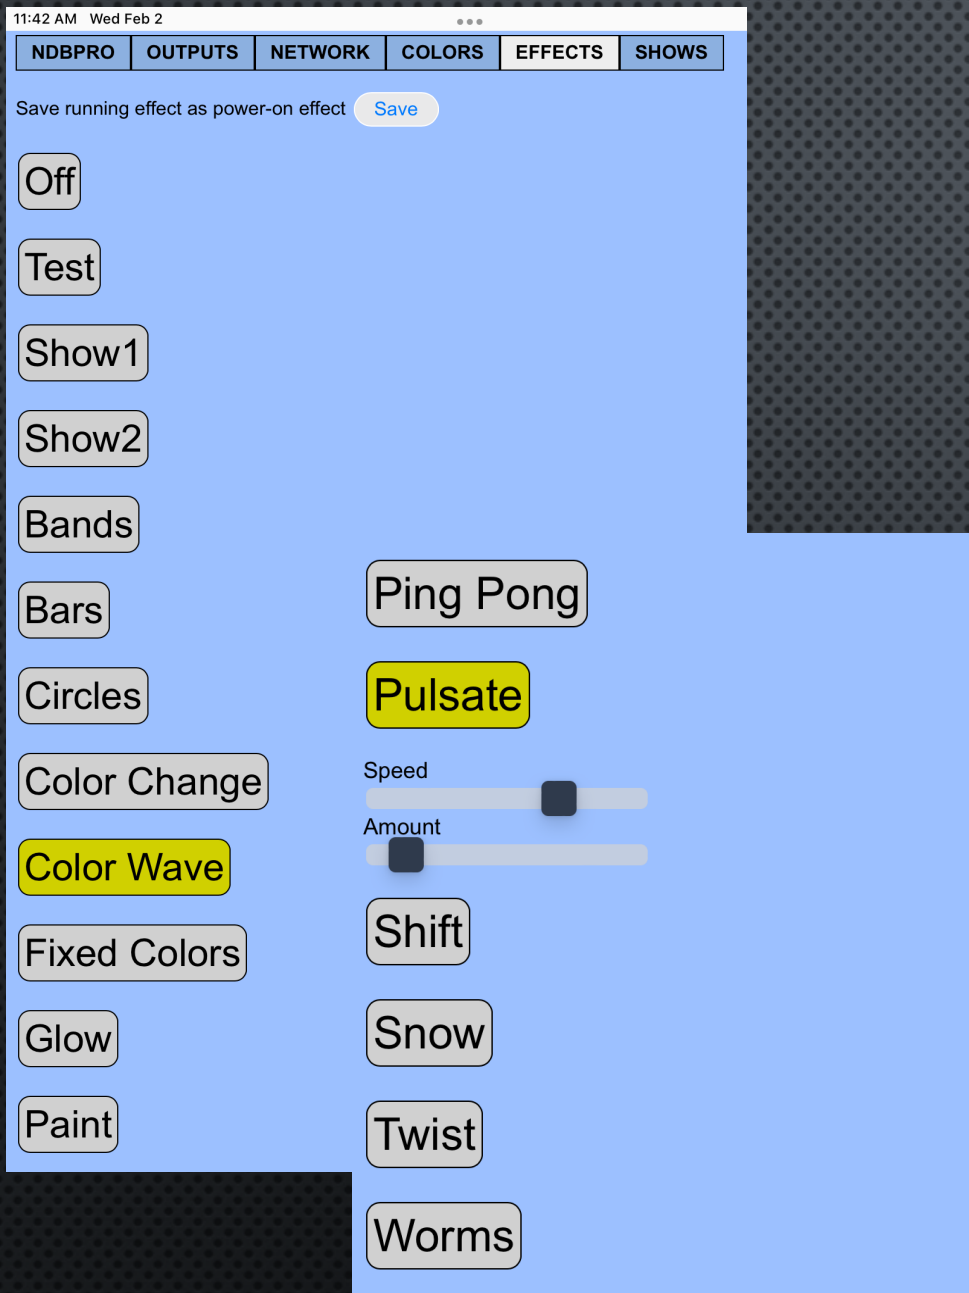 11:42 AM Wed Feb 2
NDBPRO OUTPUTS NETWORK COLORS EFFECTS SHOWS
Save running effect as power-on effect Save
Off
Test
Show1
Show2
Bands
Bars
Circles
Color Change
Color Wave
Fixed Colors
Glow
Paint
Ping Pong
Pulsate
Speed
Amount
Shift
Snow
Twist
Worms